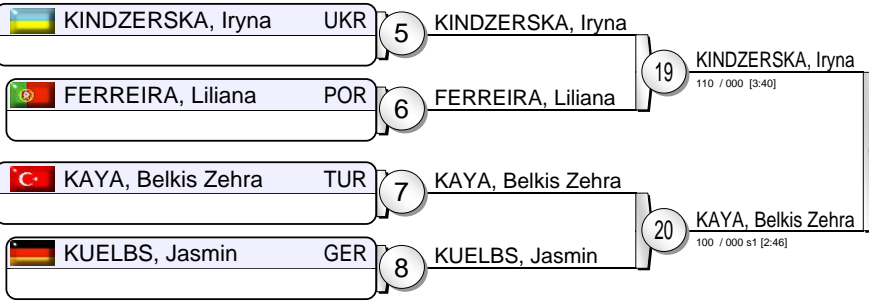 KINDZERSKA, Iryna UKR 5 KINDZERSKA, Iryna
19 KINDZERSKA, Iryna
110 / 000 [3:40]
FERREIRA, Liliana POR 6 FERREIRA, Liliana
KAYA, Belkis Zehra TUR 7 KAYA, Belkis Zehra
20 KAYA, Belkis Zehra
100 / 000 s1 [2:46]
KUELBS, Jasmin GER 8 KUELBS, Jasmin